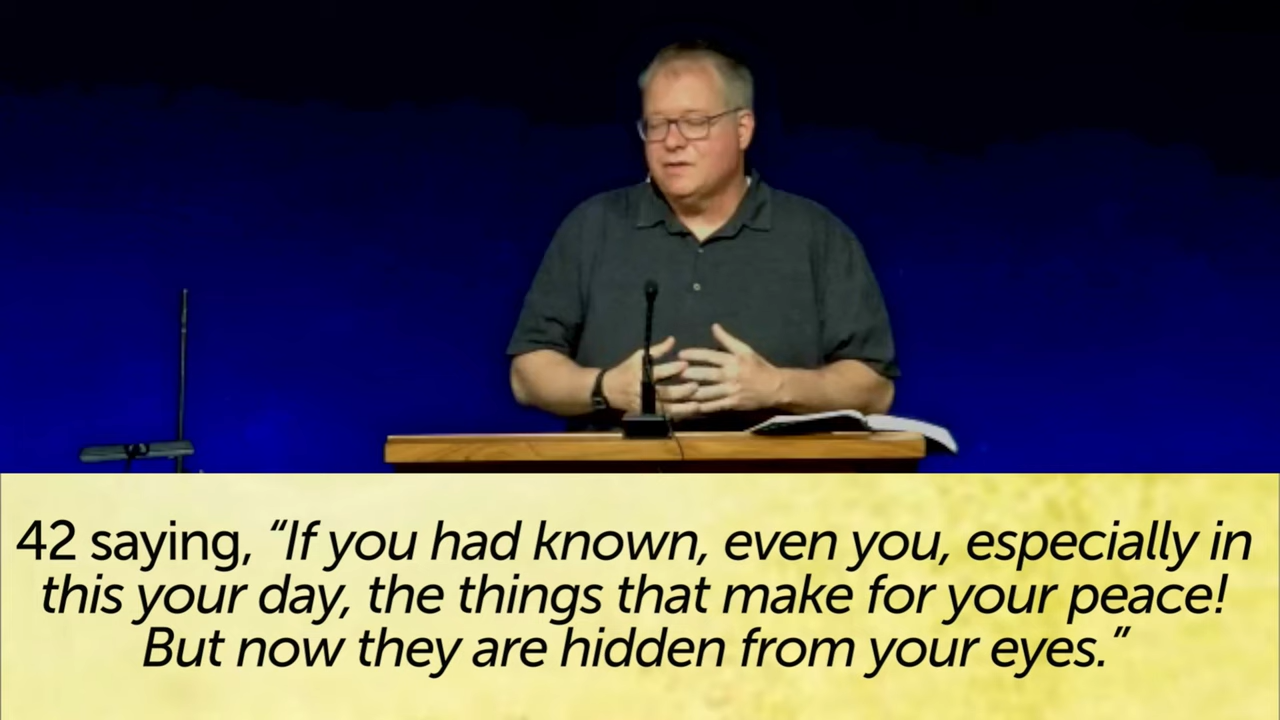 42 saying, “If you had known, even you, especially in
this your day, the things that make for your peace!
But now they are hidden from your eyes.”